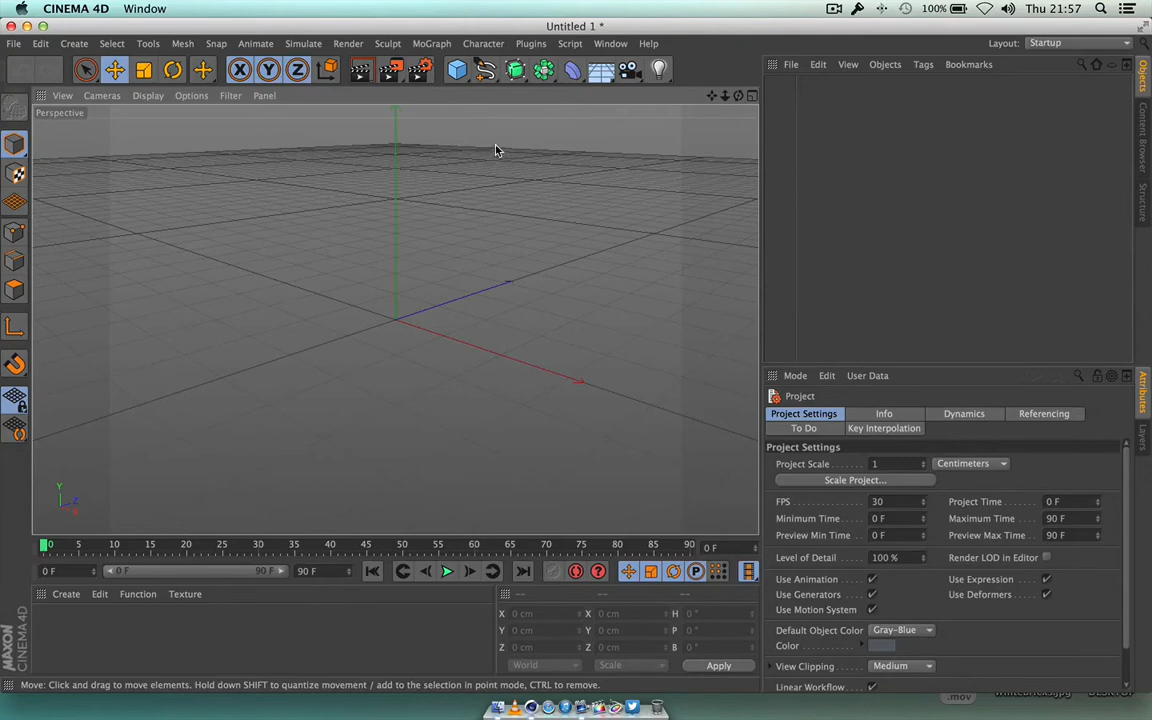 CINEMA 4D Window 100% Thu 21:57
Untitled 1 *
File Edit Create Select Tools Mesh Snap Animate Simulate Render Sculpt MoGraph Character Plugins Script Window Help Layout: Startup
X Y Z
File Edit View Objects Tags Bookmarks
Objects
Content Browser
Structure
View Cameras Display Options Filter Panel
Perspective
Mode Edit User Data
Attributes
Layers
Project
Project Settings Info Dynamics Referencing
To Do Key Interpolation
Project Settings
Project Scale 1 Centimeters
Scale Project...
FPS 30 Project Time 0 F
Minimum Time 0 F Maximum Time 90 F
Preview Min Time 0 F Preview Max Time 90 F
Level of Detail 100 % Render LOD in Editor
Use Animation Use Expression
Use Generators Use Deformers
Use Motion System
Default Object Color Gray-Blue
Color
View Clipping Medium
Linear Workflow
Y Z X
0 5 10 15 20 25 30 35 40 45 50 55 60 65 70 75 80 85 90 0 F
0 F 0 F 90 F 90 F P
Create Edit Function Texture
-- -- --
X 0 cm X 0 cm H 0 °
Y 0 cm Y 0 cm P 0 °
Z 0 cm Z 0 cm B 0 °
World Scale Apply
MAXON CINEMA 4D
Move: Click and drag to move elements. Hold down SHIFT to quantize movement / add to the selection in point mode, CTRL to remove.
.mov